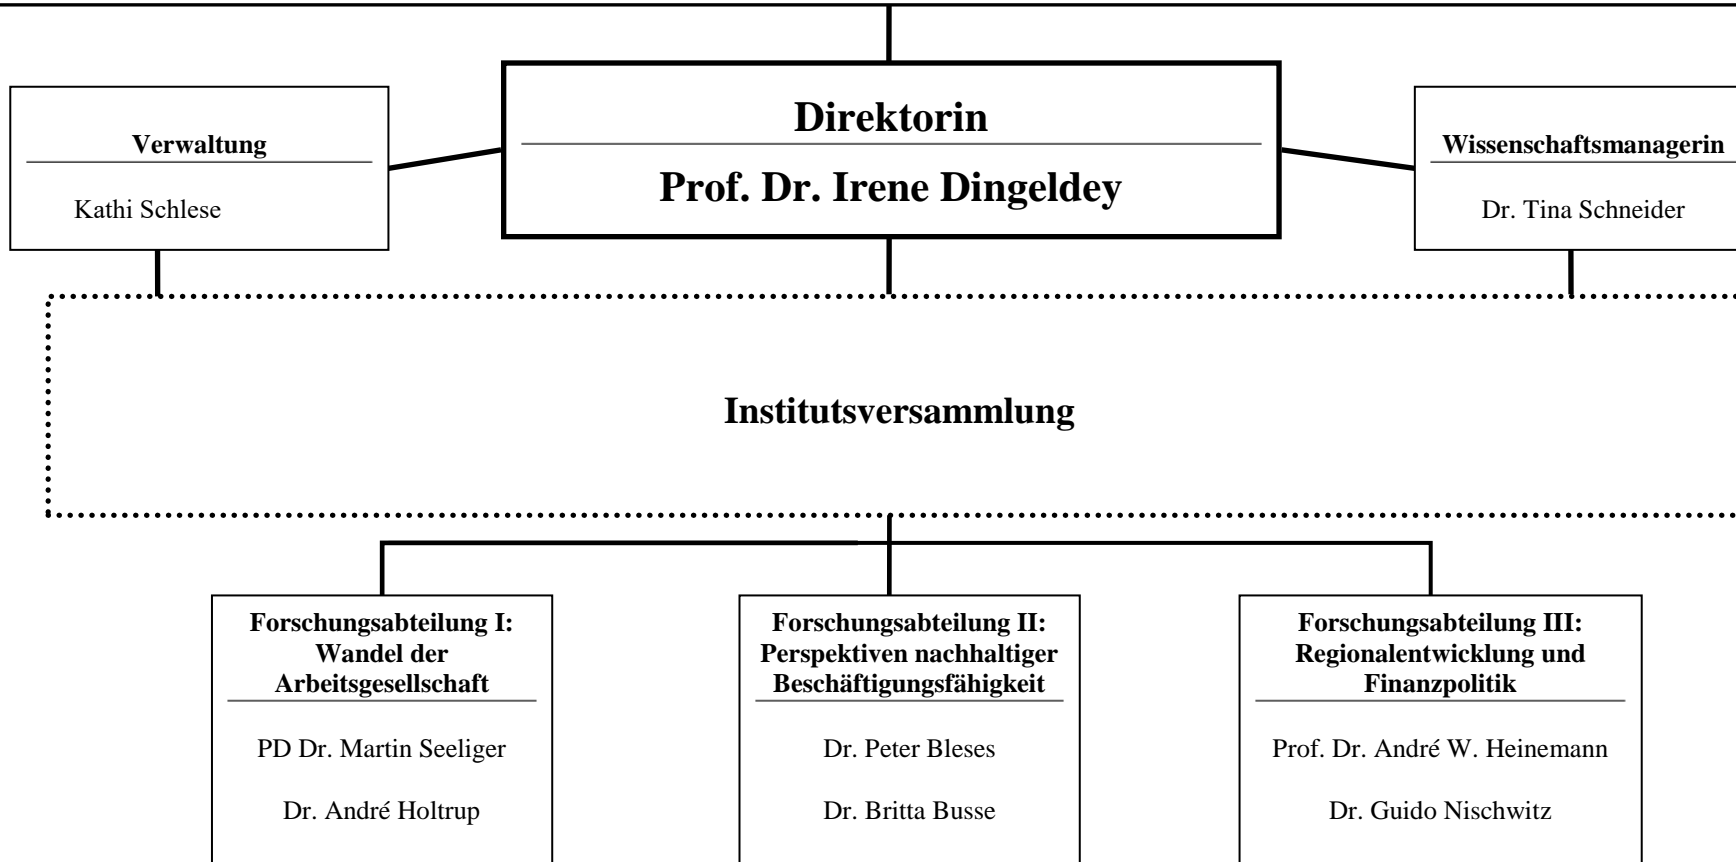 Direktorin
Prof. Dr. Irene Dingeldey
Verwaltung
Kathi Schlese
Wissenschaftsmanagerin
Dr. Tina Schneider
Institutsversammlung
Forschungsabteilung I:
Wandel der
Arbeitsgesellschaft
PD Dr. Martin Seeliger
Dr. André Holtrup
Forschungsabteilung II:
Perspektiven nachhaltiger
Beschäftigungsfähigkeit
Dr. Peter Bleses
Dr. Britta Busse
Forschungsabteilung III:
Regionalentwicklung und
Finanzpolitik
Prof. Dr. André W. Heinemann
Dr. Guido Nischwitz